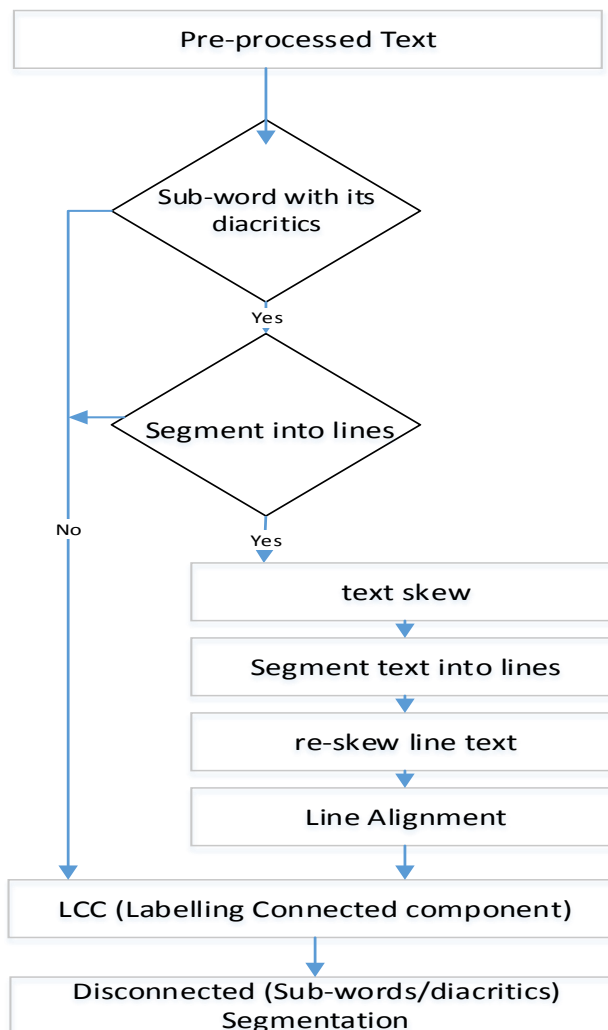 Pre-processed Text
Sub-word with its
diacritics
Yes
Segment into lines
No
Yes
text skew
Segment text into lines
re-skew line text
Line Alignment
LCC (Labelling Connected component)
Disconnected (Sub-words/diacritics)
Segmentation